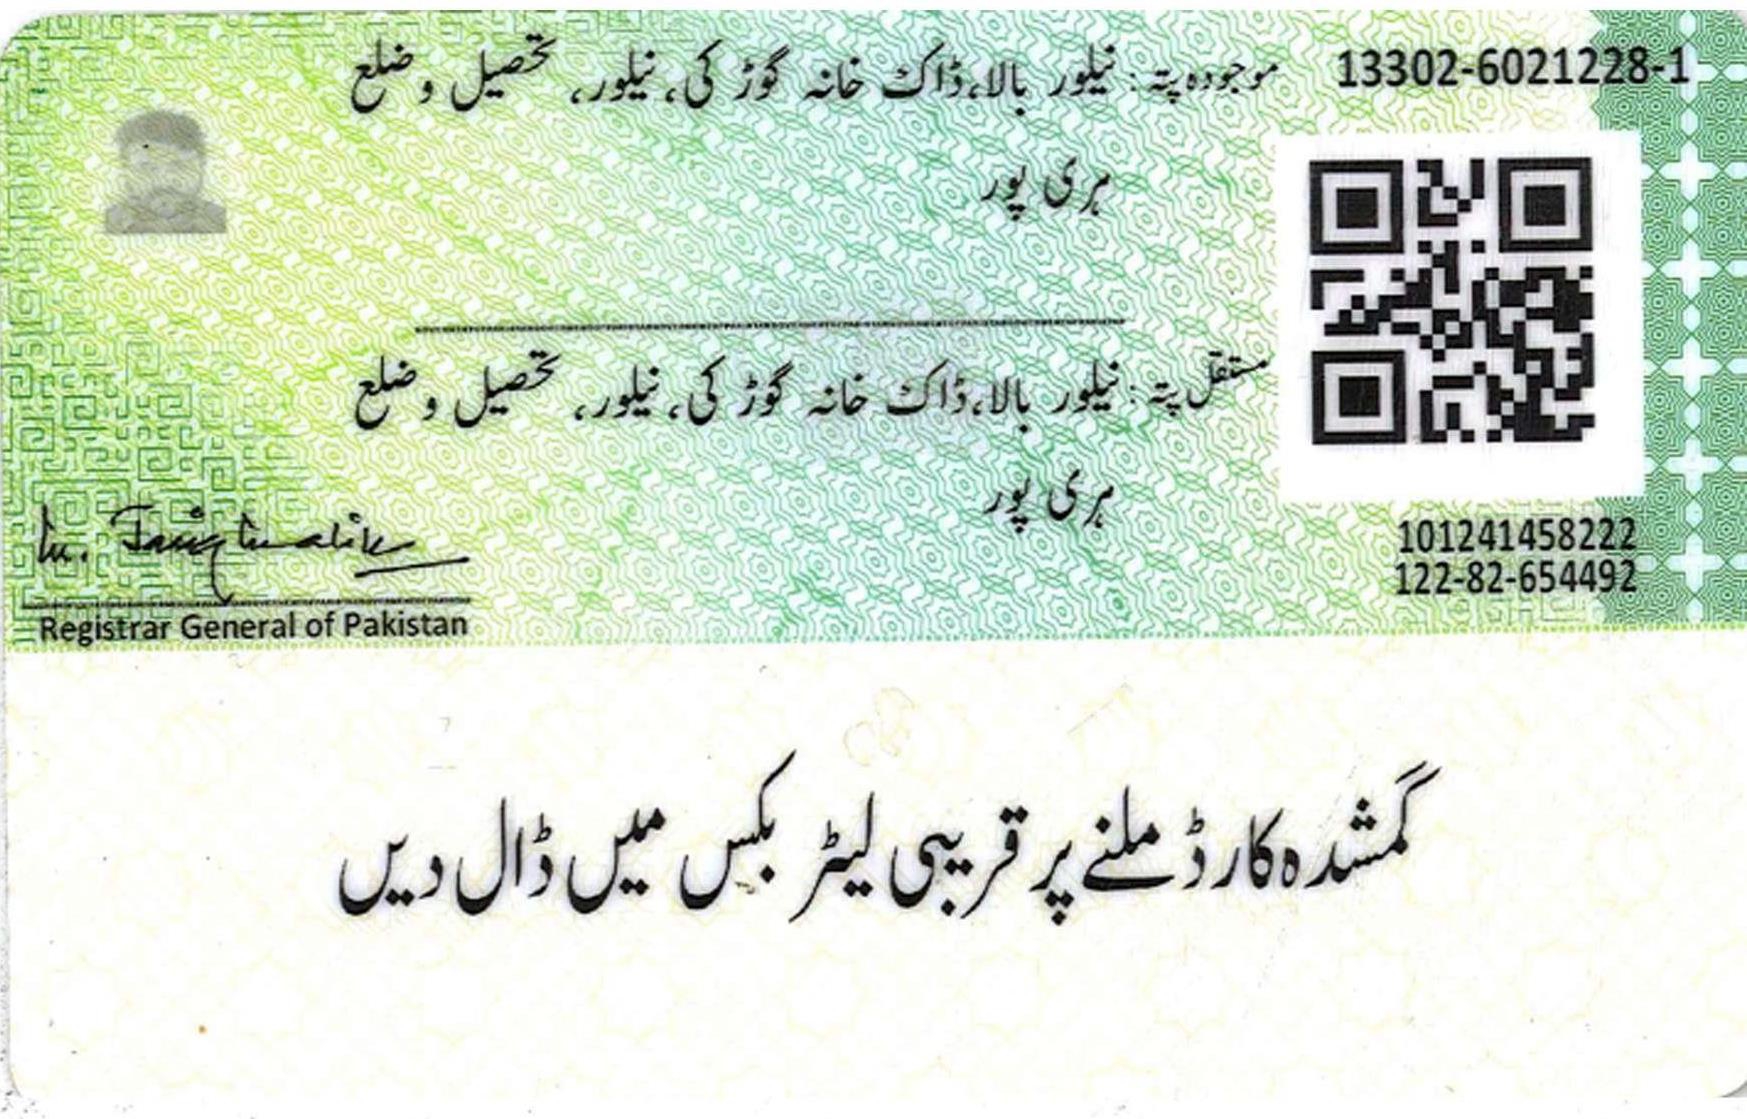 13302-6021228-1
موجودہ پتہ: نیلور بالا، ڈاک خانہ گوڑ کی، نیلور، تحصیل و ضلع
ہری پور
مستقل پتہ: نیلور بالا، ڈاک خانہ گوڑ کی، نیلور، تحصیل و ضلع
ہری پور
101241458222
122-82-654492
Registrar General of Pakistan
گمشدہ کارڈ ملنے پر قریبی لیٹر بکس میں ڈال دیں